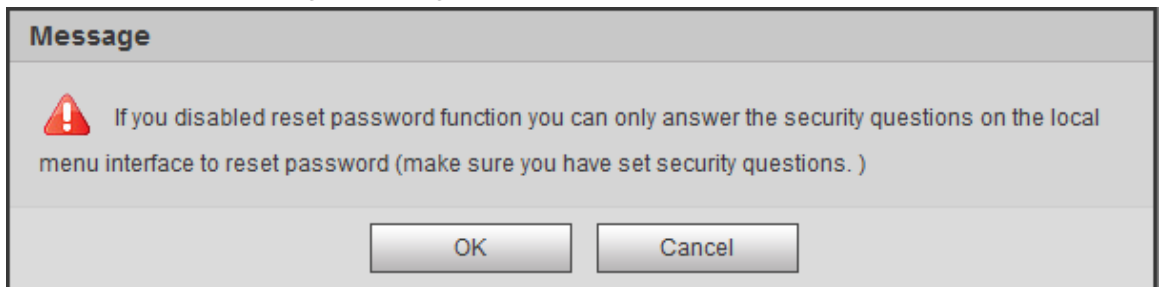 Message
If you disabled reset password function you can only answer the security questions on the local
menu interface to reset password (make sure you have set security questions. )
OK
Cancel